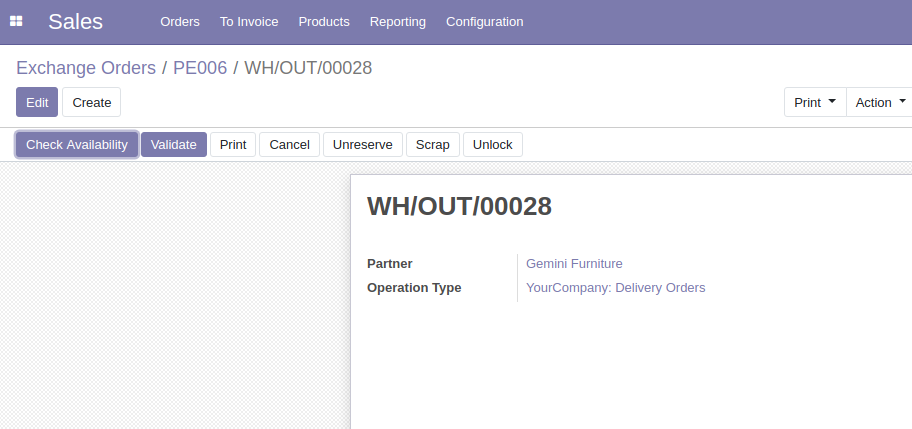 Sales Orders To Invoice Products Reporting Configuration
Exchange Orders / PE006 / WH/OUT/00028
Edit Create Print Action
Check Availability Validate Print Cancel Unreserve Scrap Unlock
WH/OUT/00028
Partner Gemini Furniture
Operation Type YourCompany: Delivery Orders